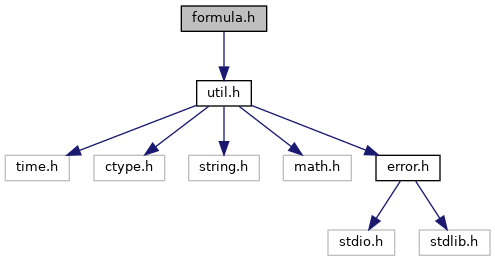 formula.h
util.h
time.h
ctype.h
string.h
math.h
error.h
stdio.h
stdlib.h